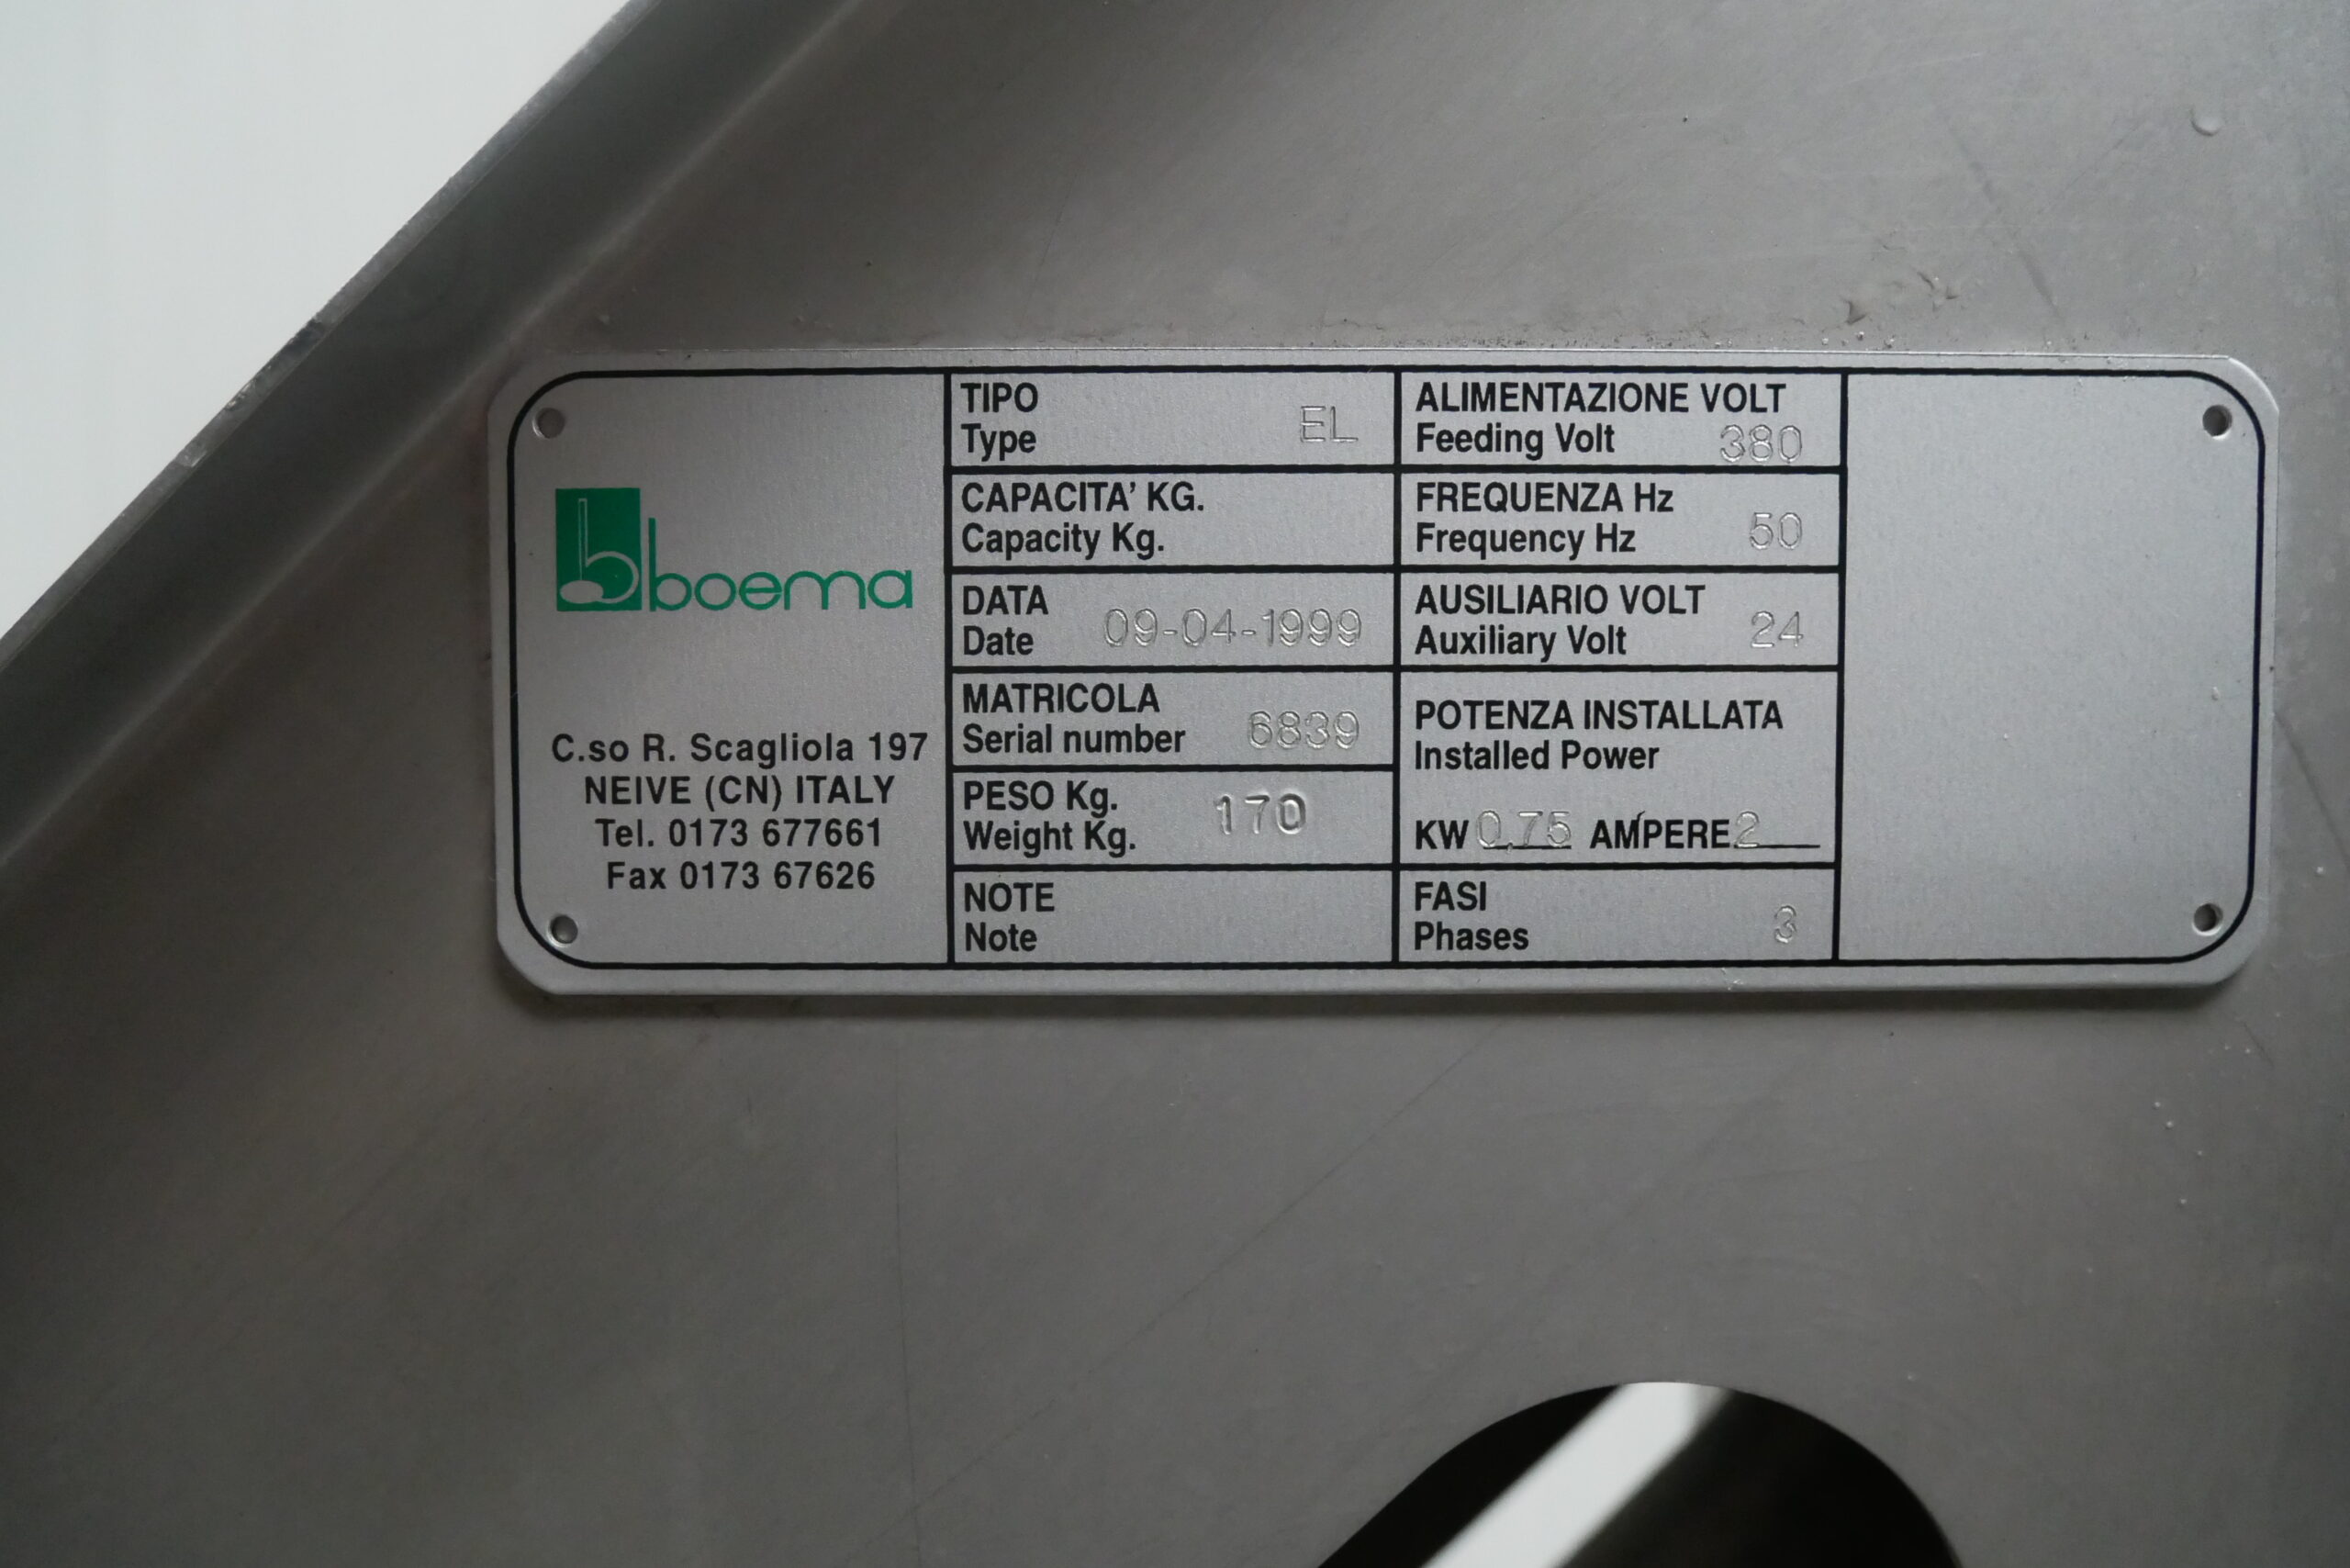 boema
C.so R. Scagliola 197
NEIVE (CN) ITALY
Tel. 0173 677661
Fax 0173 67626
TIPO
Type EL
CAPACITA' KG.
Capacity Kg.
DATA
Date 09-04-1999
MATRICOLA
Serial number 6839
PESO Kg.
Weight Kg. 170
NOTE
Note
ALIMENTAZIONE VOLT
Feeding Volt 380
FREQUENZA Hz
Frequency Hz 50
AUSILIARIO VOLT
Auxiliary Volt 24
POTENZA INSTALLATA
Installed Power
KW 0,75 AMPERE 2
FASI
Phases 3